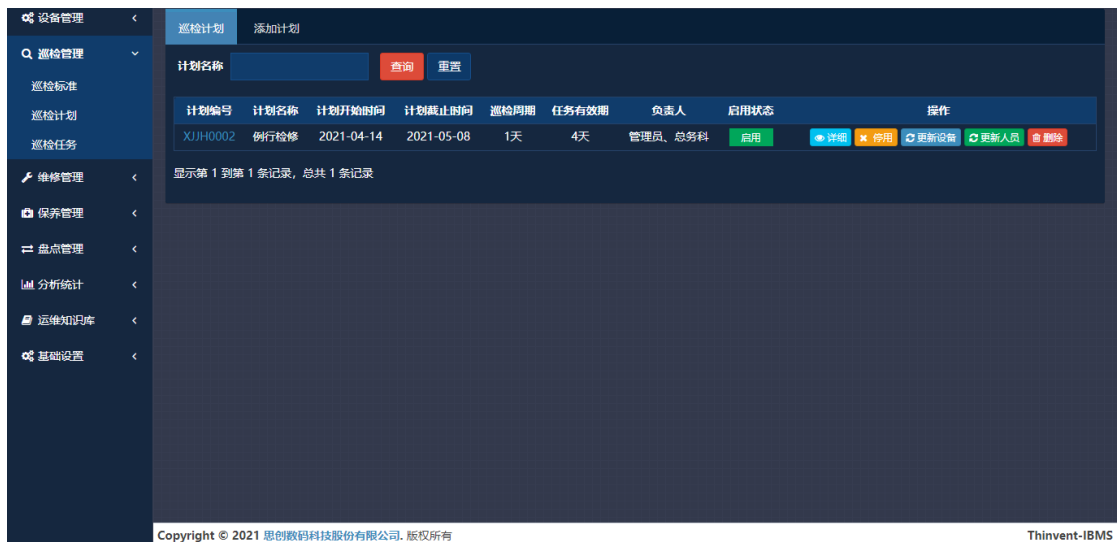 设备管理
巡检管理
巡检标准
巡检计划
巡检任务
维修管理
保养管理
盘点管理
分析统计
运维知识库
基础设置
巡检计划 添加计划
计划名称 查询 重置
计划编号 计划名称 计划开始时间 计划截止时间 巡检周期 任务有效期 负责人 启用状态 操作
XJJH0002 例行检修 2021-04-14 2021-05-08 1天 4天 管理员、总务科 启用 详细 停用 更新设备 更新人员 删除
显示第 1 到第 1 条记录，总共 1 条记录
Copyright © 2021 思创数码科技股份有限公司. 版权所有 Thinvent-IBMS